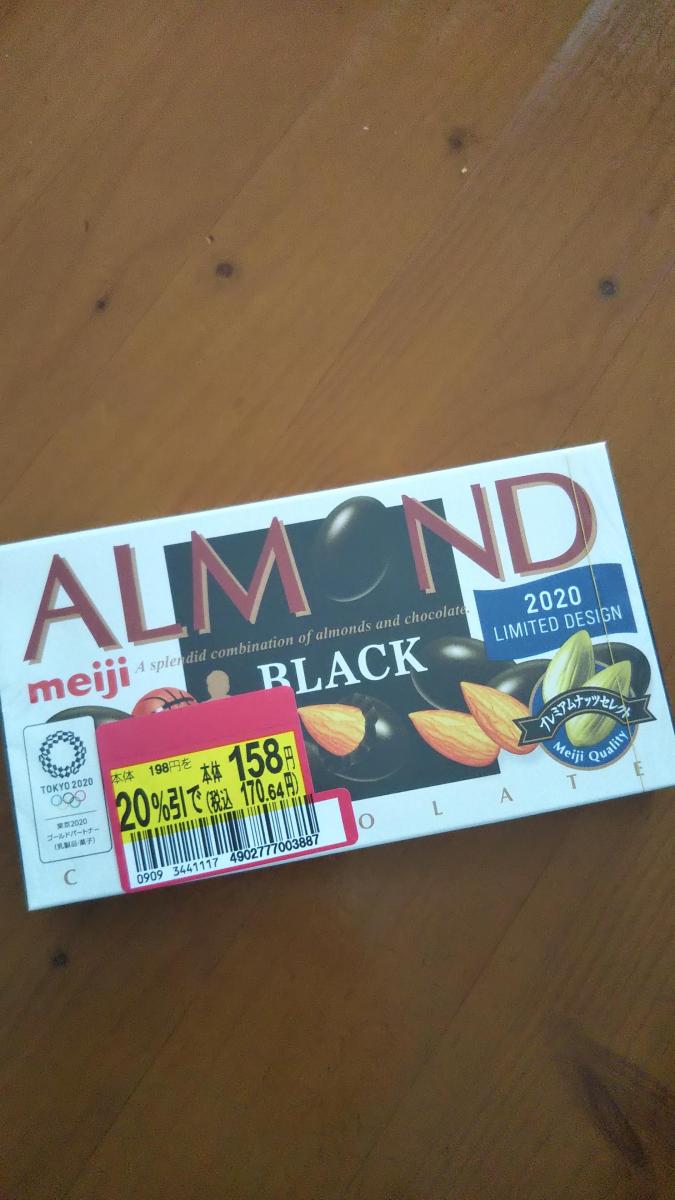 ALMOND
meiji
A splendid combination of almonds and chocolate.
BLACK
2020
LIMITED DESIGN
プレミアムナッツセレクト
Meiji Quality
TOKYO 2020
東京2020
ゴールドパートナー
(乳製品・菓子)
本体 198円を
20%引で 本体 158円
(税込 170.64円)
0909 3441117 4902777003887
C OLATE